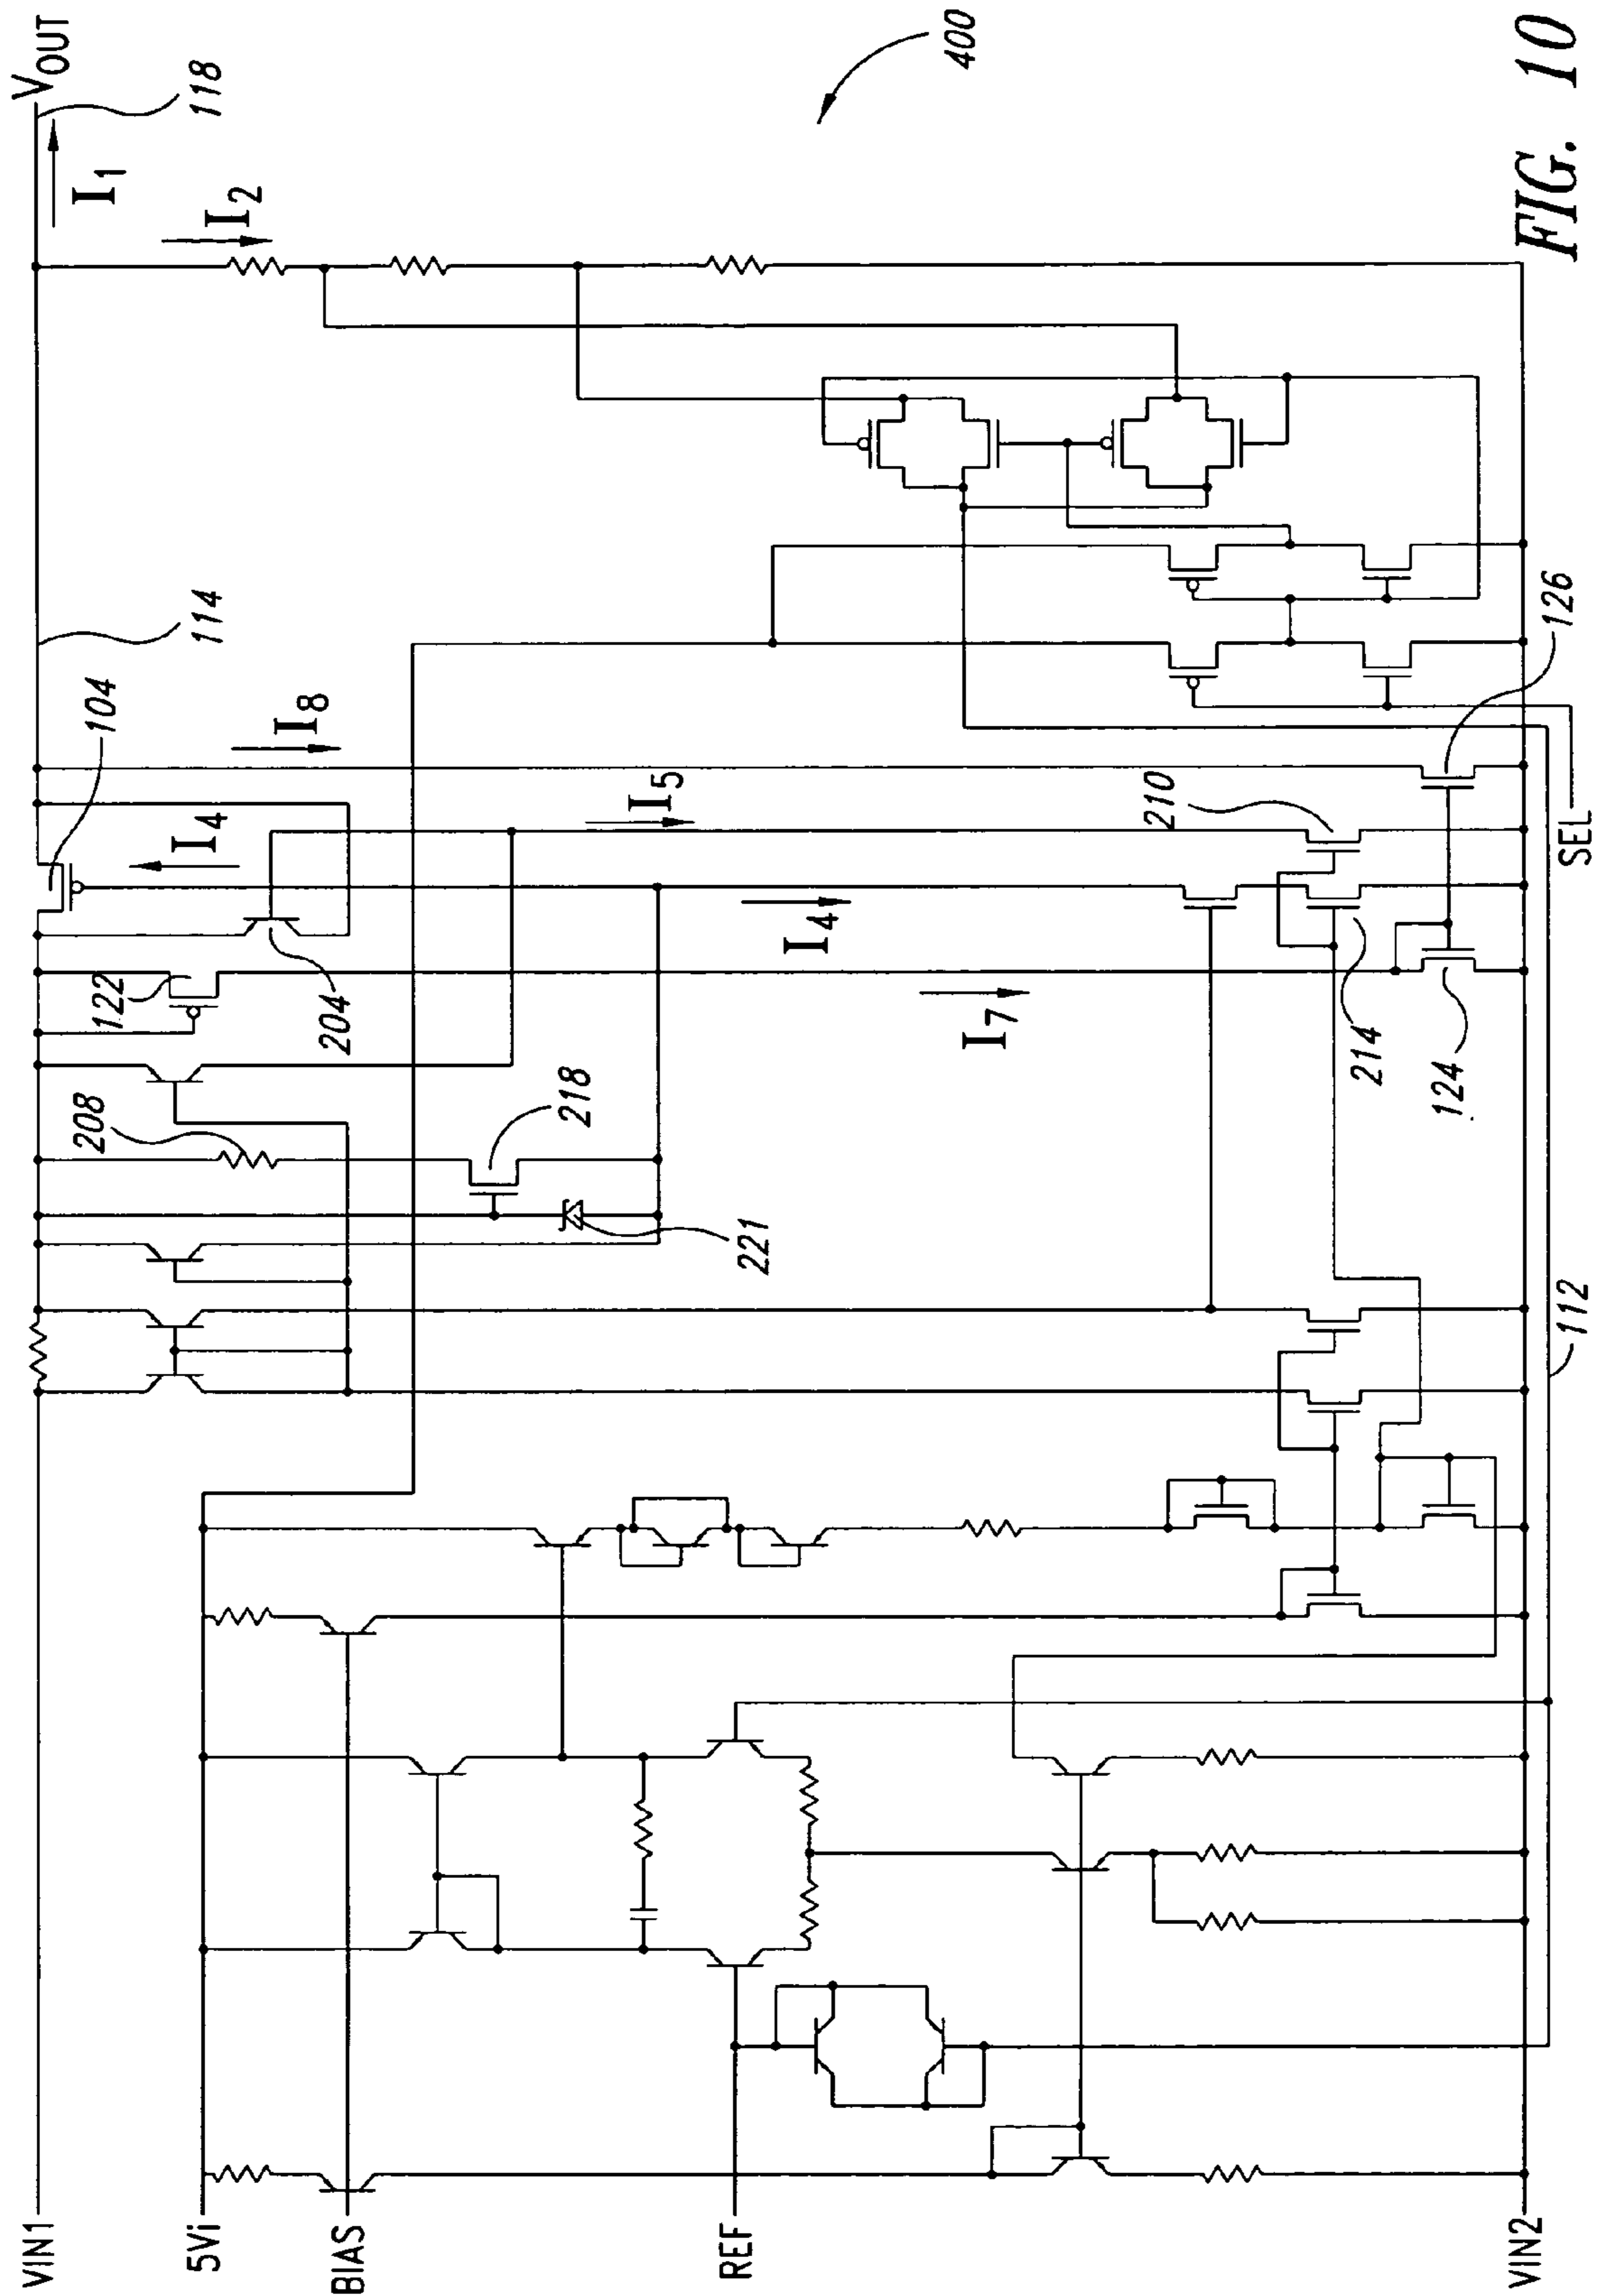 VIN1
5Vi
BIAS
REF
VIN2
VOUT
118
I1
I2
114
104
I8
I4
I5
I4
I7
122
204
208
218
221
210
214
124
126
112
SEL
400
FIG. 10